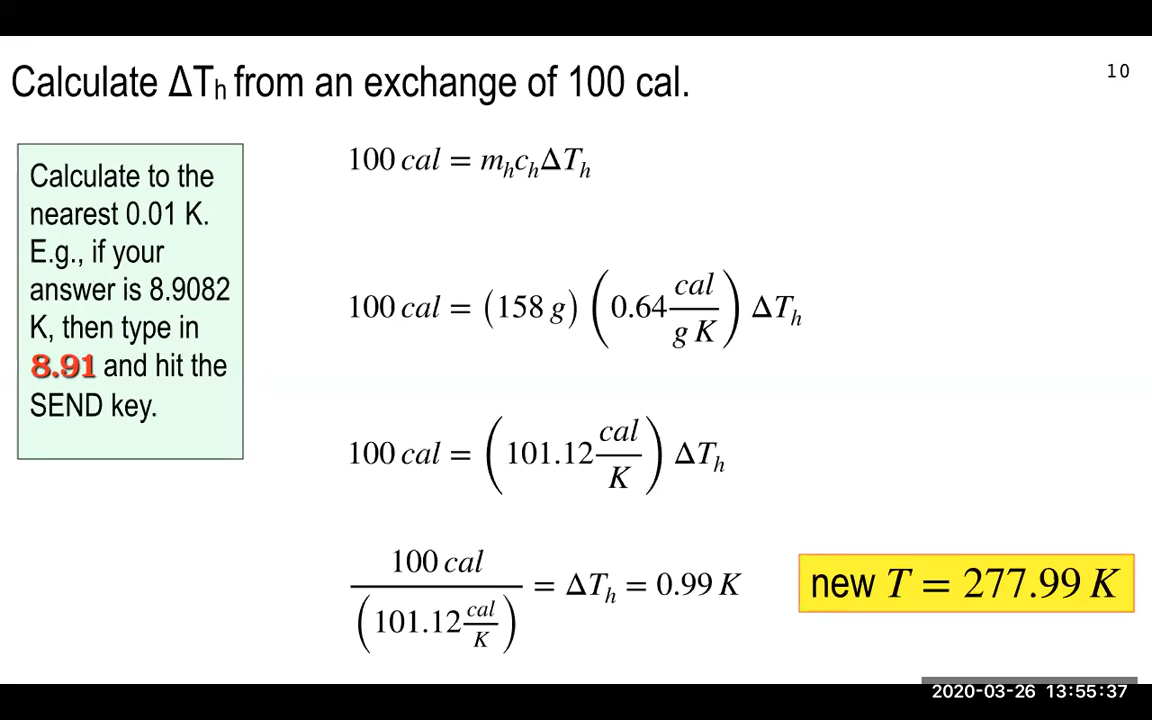 Calculate ΔTh from an exchange of 100 cal.
10
Calculate to the
nearest 0.01 K.
E.g., if your
answer is 8.9082
K, then type in
8.91 and hit the
SEND key.
100 cal = mhchΔTh
100 cal = (158 g) (0.64 cal/g K) ΔTh
100 cal = (101.12 cal/K) ΔTh
100 cal/(101.12 cal/K) = ΔTh = 0.99 K
new T = 277.99 K
2020-03-26 13:55:37